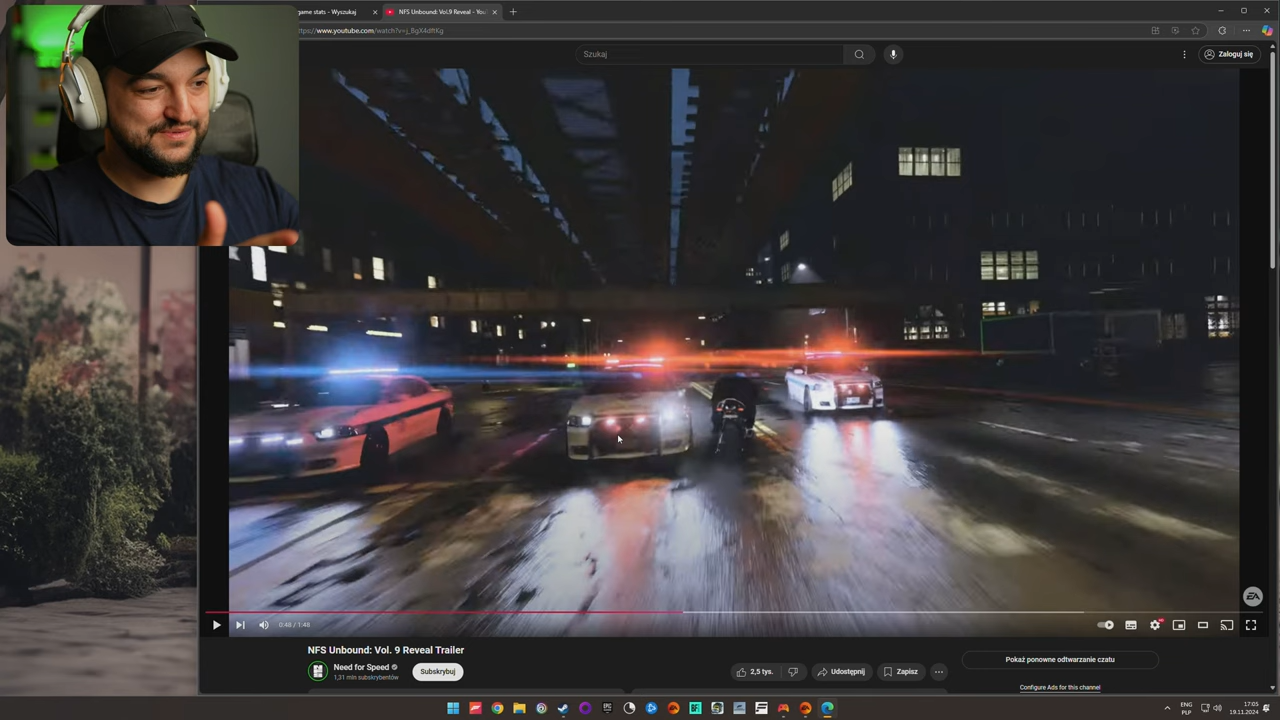 game stats - Wyszukaj
NFS Unbound: Vol.9 Reveal - You
https://www.youtube.com/watch?v=j_BgX4dftKg
Szukaj
Zaloguj się
EA
0:48 / 1:48
NFS Unbound: Vol. 9 Reveal Trailer
Need for Speed
1,31 mln subskrybentów
Subskrybuj
2,5 tys.
Udostępnij
Zapisz
Pokaż ponowne odtwarzanie czatu
Configure Ads for this channel
EPIC
BF
ENG
PLP
17:05
19.11.2024